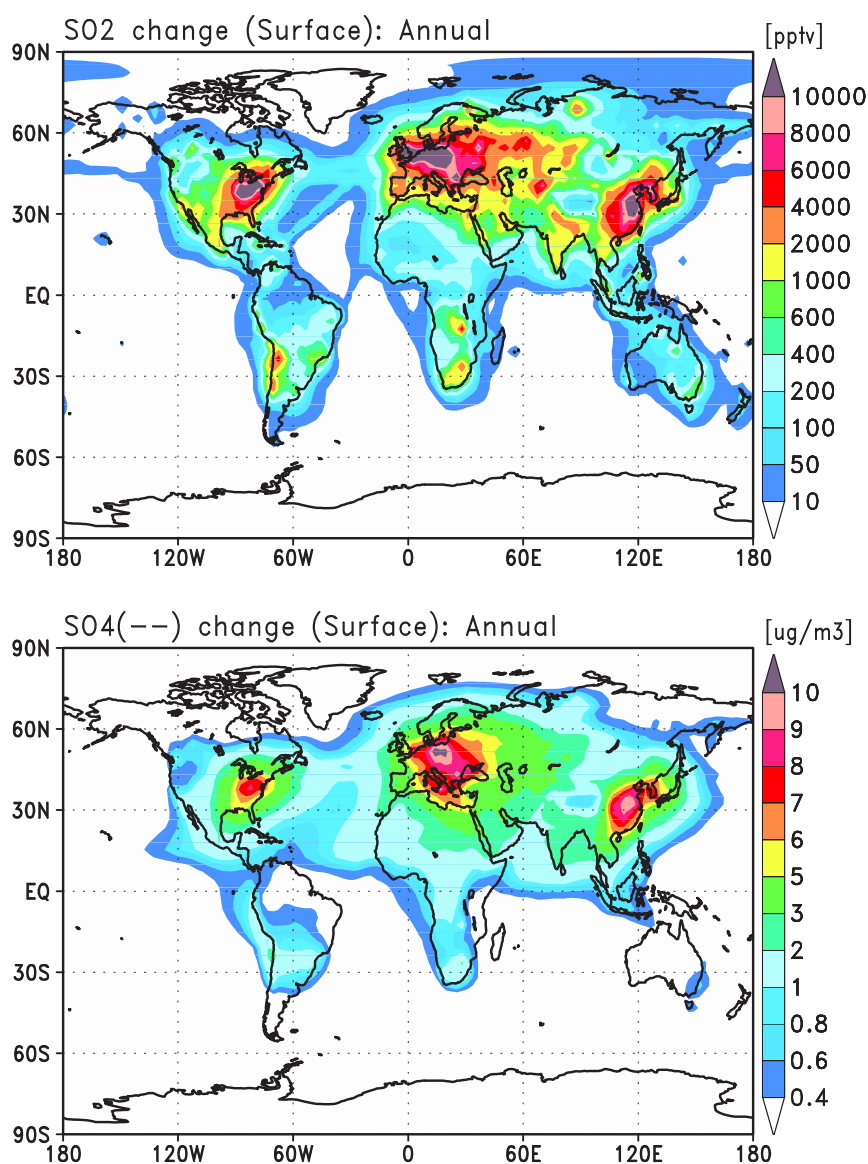 SO2 change (Surface): Annual
[pptv]
90N
60N
30N
EQ
30S
60S
90S
180 120W 60W 0 60E 120E 180
10000
8000
6000
4000
2000
1000
600
400
200
100
50
10
SO4(--) change (Surface): Annual
[ug/m3]
90N
60N
30N
EQ
30S
60S
90S
180 120W 60W 0 60E 120E 180
10
9
8
7
6
5
3
2
1
0.8
0.6
0.4